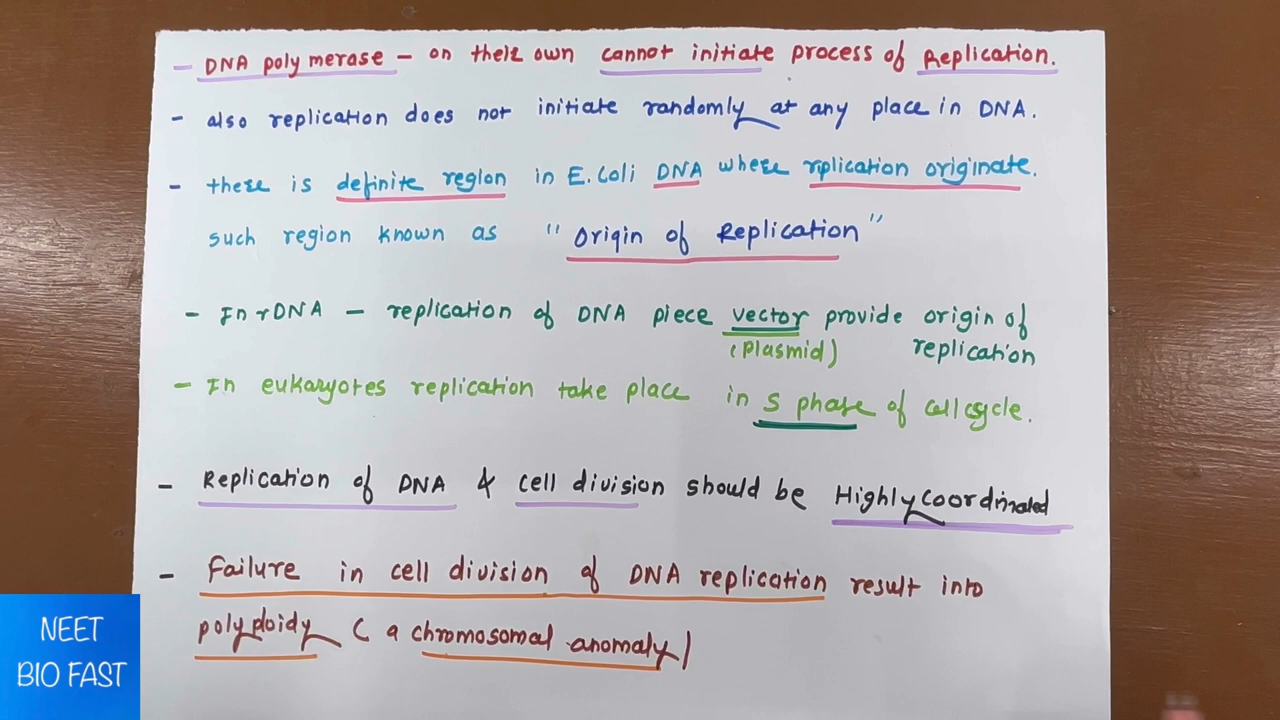 - DNA polymerase - on their own cannot initiate process of Replication.
- also replication does not initiate randomly at any place in DNA.
- there is definite region in E.Coli DNA where rplication originate.
such region known as "Origin of Replication"
- In rDNA - replication of DNA piece vector provide origin of
(Plasmid) replication
- In eukaryotes replication take place in S phase of cell cycle.
- Replication of DNA & cell division should be Highly coordinated
- Failure in cell division of DNA replication result into
polyploidy ( a chromosomal anomaly)
NEET
BIO FAST